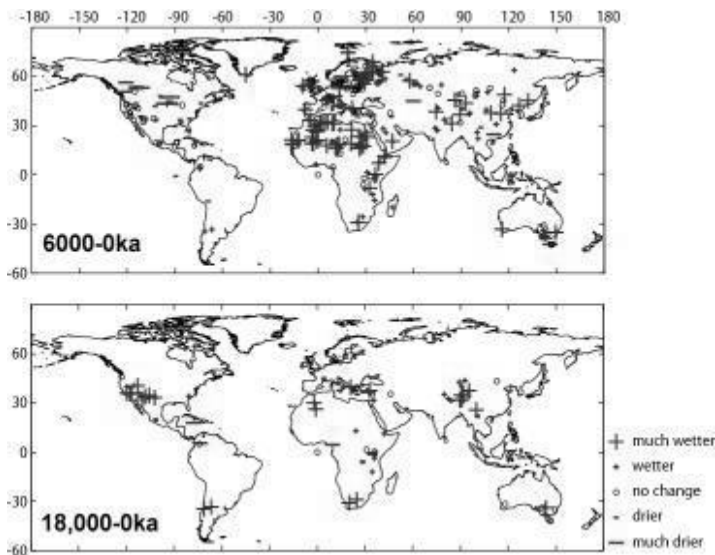 -180 -150 -120 -90 -60 -30 0 30 60 90 120 150 180
60
30
0
-30
-60
6000-0ka
60
30
0
-30
-60
18,000-0ka
much wetter
wetter
no change
drier
much drier